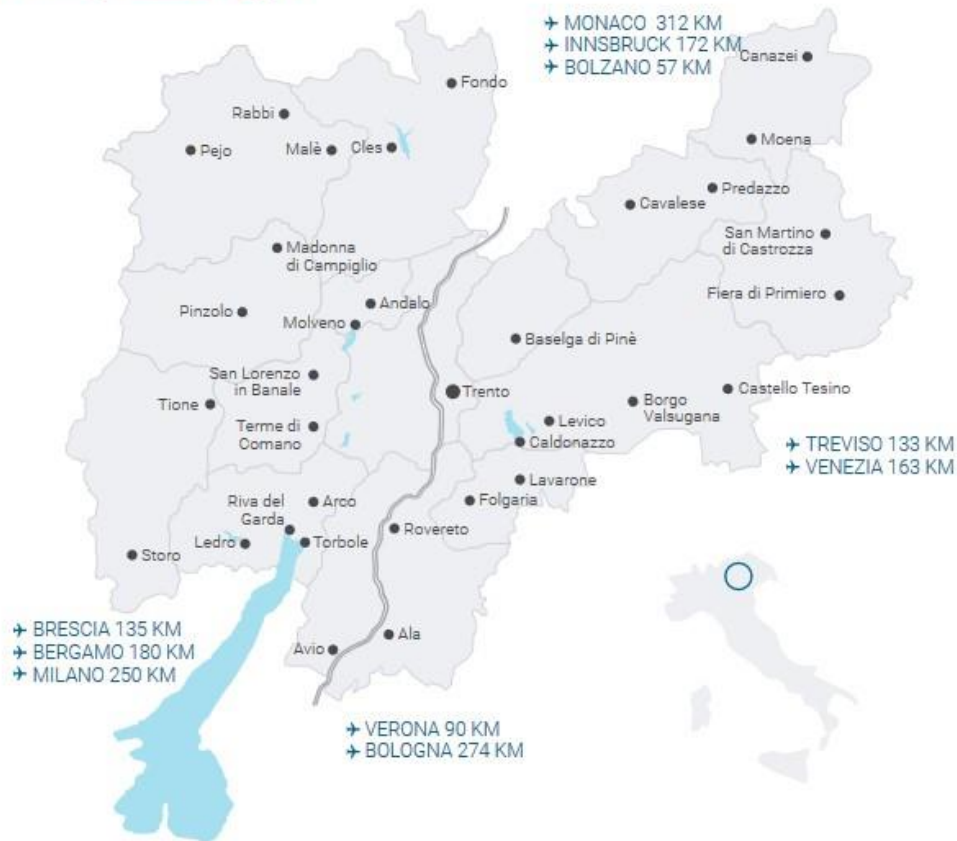 ✈ MONACO 312 KM
✈ INNSBRUCK 172 KM
✈ BOLZANO 57 KM
Canazei
Fondo
Rabbi
Moena
Pejo
Malè
Cles
Predazzo
Cavalese
San Martino
di Castrozza
Madonna
di Campiglio
Fiera di Primiero
Andalo
Pinzolo
Molveno
Baselga di Pinè
San Lorenzo
in Banale
Trento
Castello Tesino
Tione
Borgo
Valsugana
Terme di
Comano
Levico
Caldonazzo
✈ TREVISO 133 KM
✈ VENEZIA 163 KM
Lavarone
Folgaria
Riva del
Garda
Arco
Rovereto
Ledro
Torbole
Storo
✈ BRESCIA 135 KM
✈ BERGAMO 180 KM
✈ MILANO 250 KM
Ala
Avio
✈ VERONA 90 KM
✈ BOLOGNA 274 KM